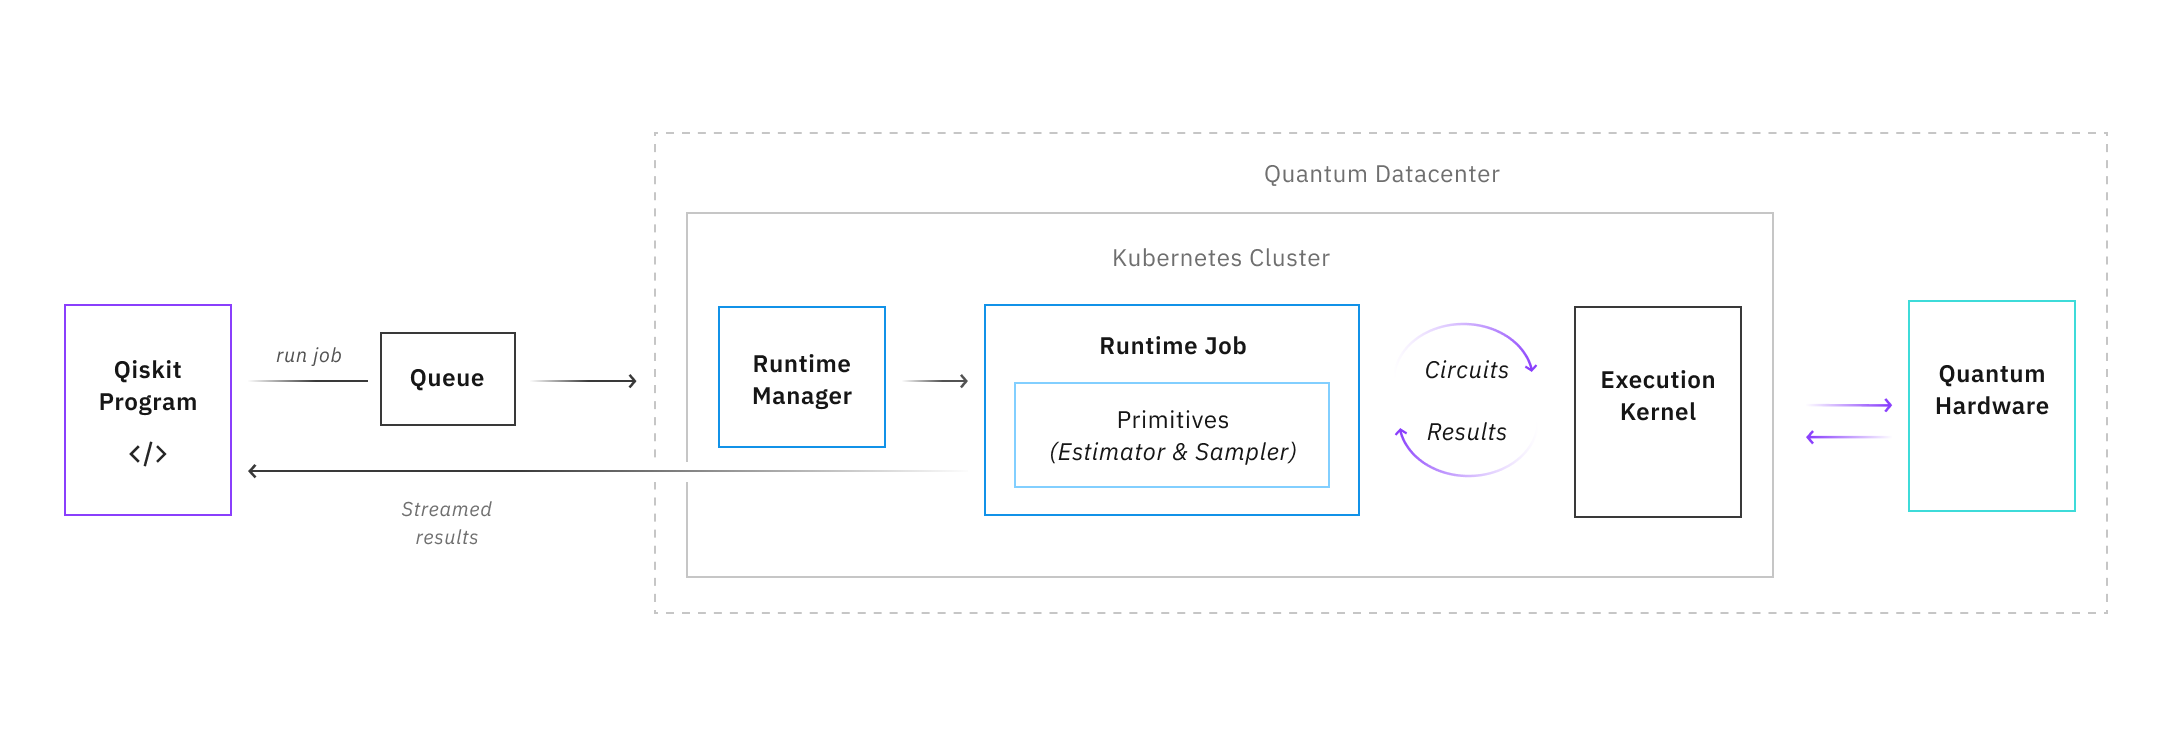 Quantum Datacenter
Kubernetes Cluster
Qiskit
Program
</>
run job
Queue
Runtime
Manager
Runtime Job
Primitives
(Estimator & Sampler)
Circuits
Results
Execution
Kernel
Quantum
Hardware
Streamed
results